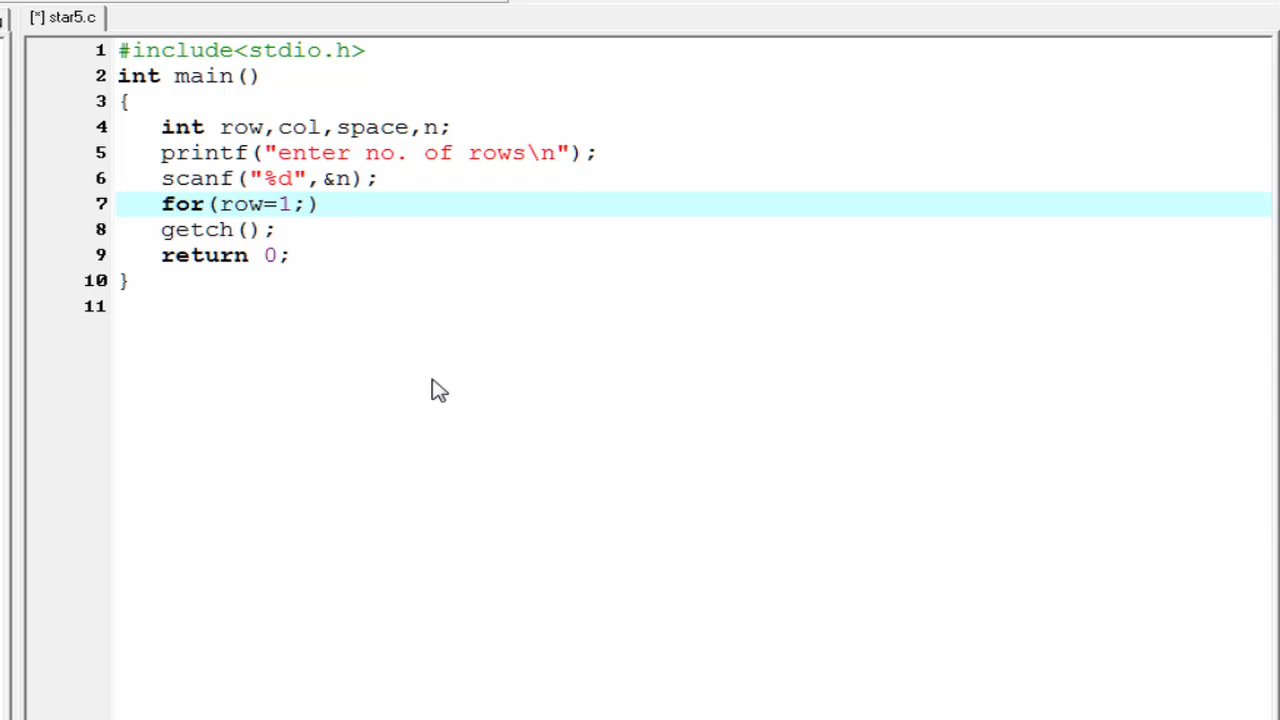 [*] star5.c
1 #include<stdio.h>
2 int main()
3 {
4 int row,col,space,n;
5 printf("enter no. of rows\n");
6 scanf("%d",&n);
7 for(row=1;)
8 getch();
9 return 0;
10 }
11